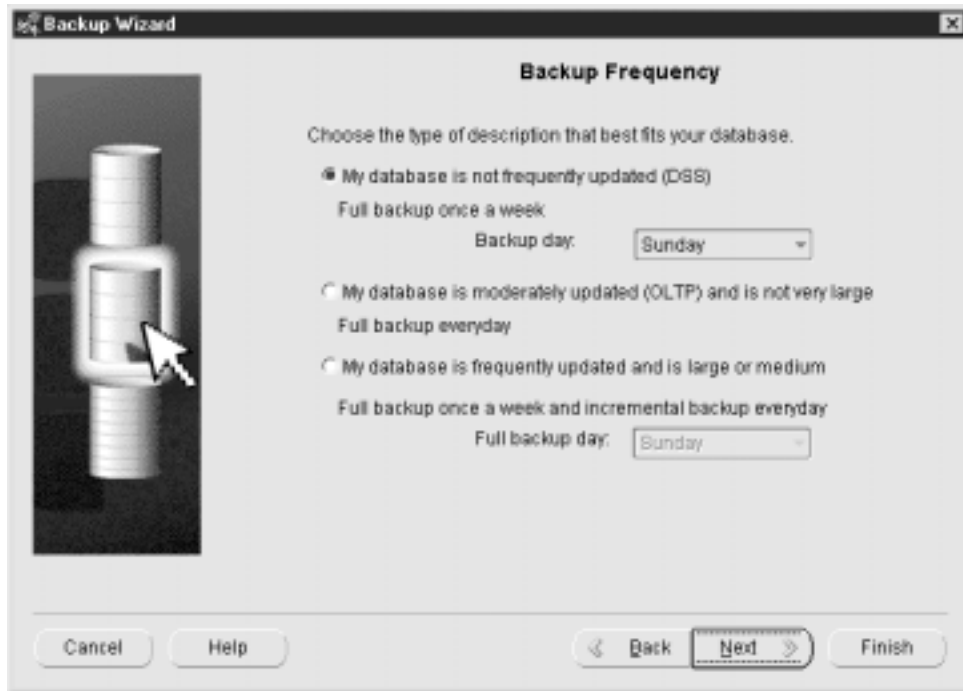 Backup Wizard
Backup Frequency
Choose the type of description that best fits your database.
My database is not frequently updated (DSS)
Full backup once a week
Backup day: Sunday
My database is moderately updated (OLTP) and is not very large
Full backup everyday
My database is frequently updated and is large or medium
Full backup once a week and incremental backup everyday
Full backup day: Sunday
Cancel Help Back Next Finish